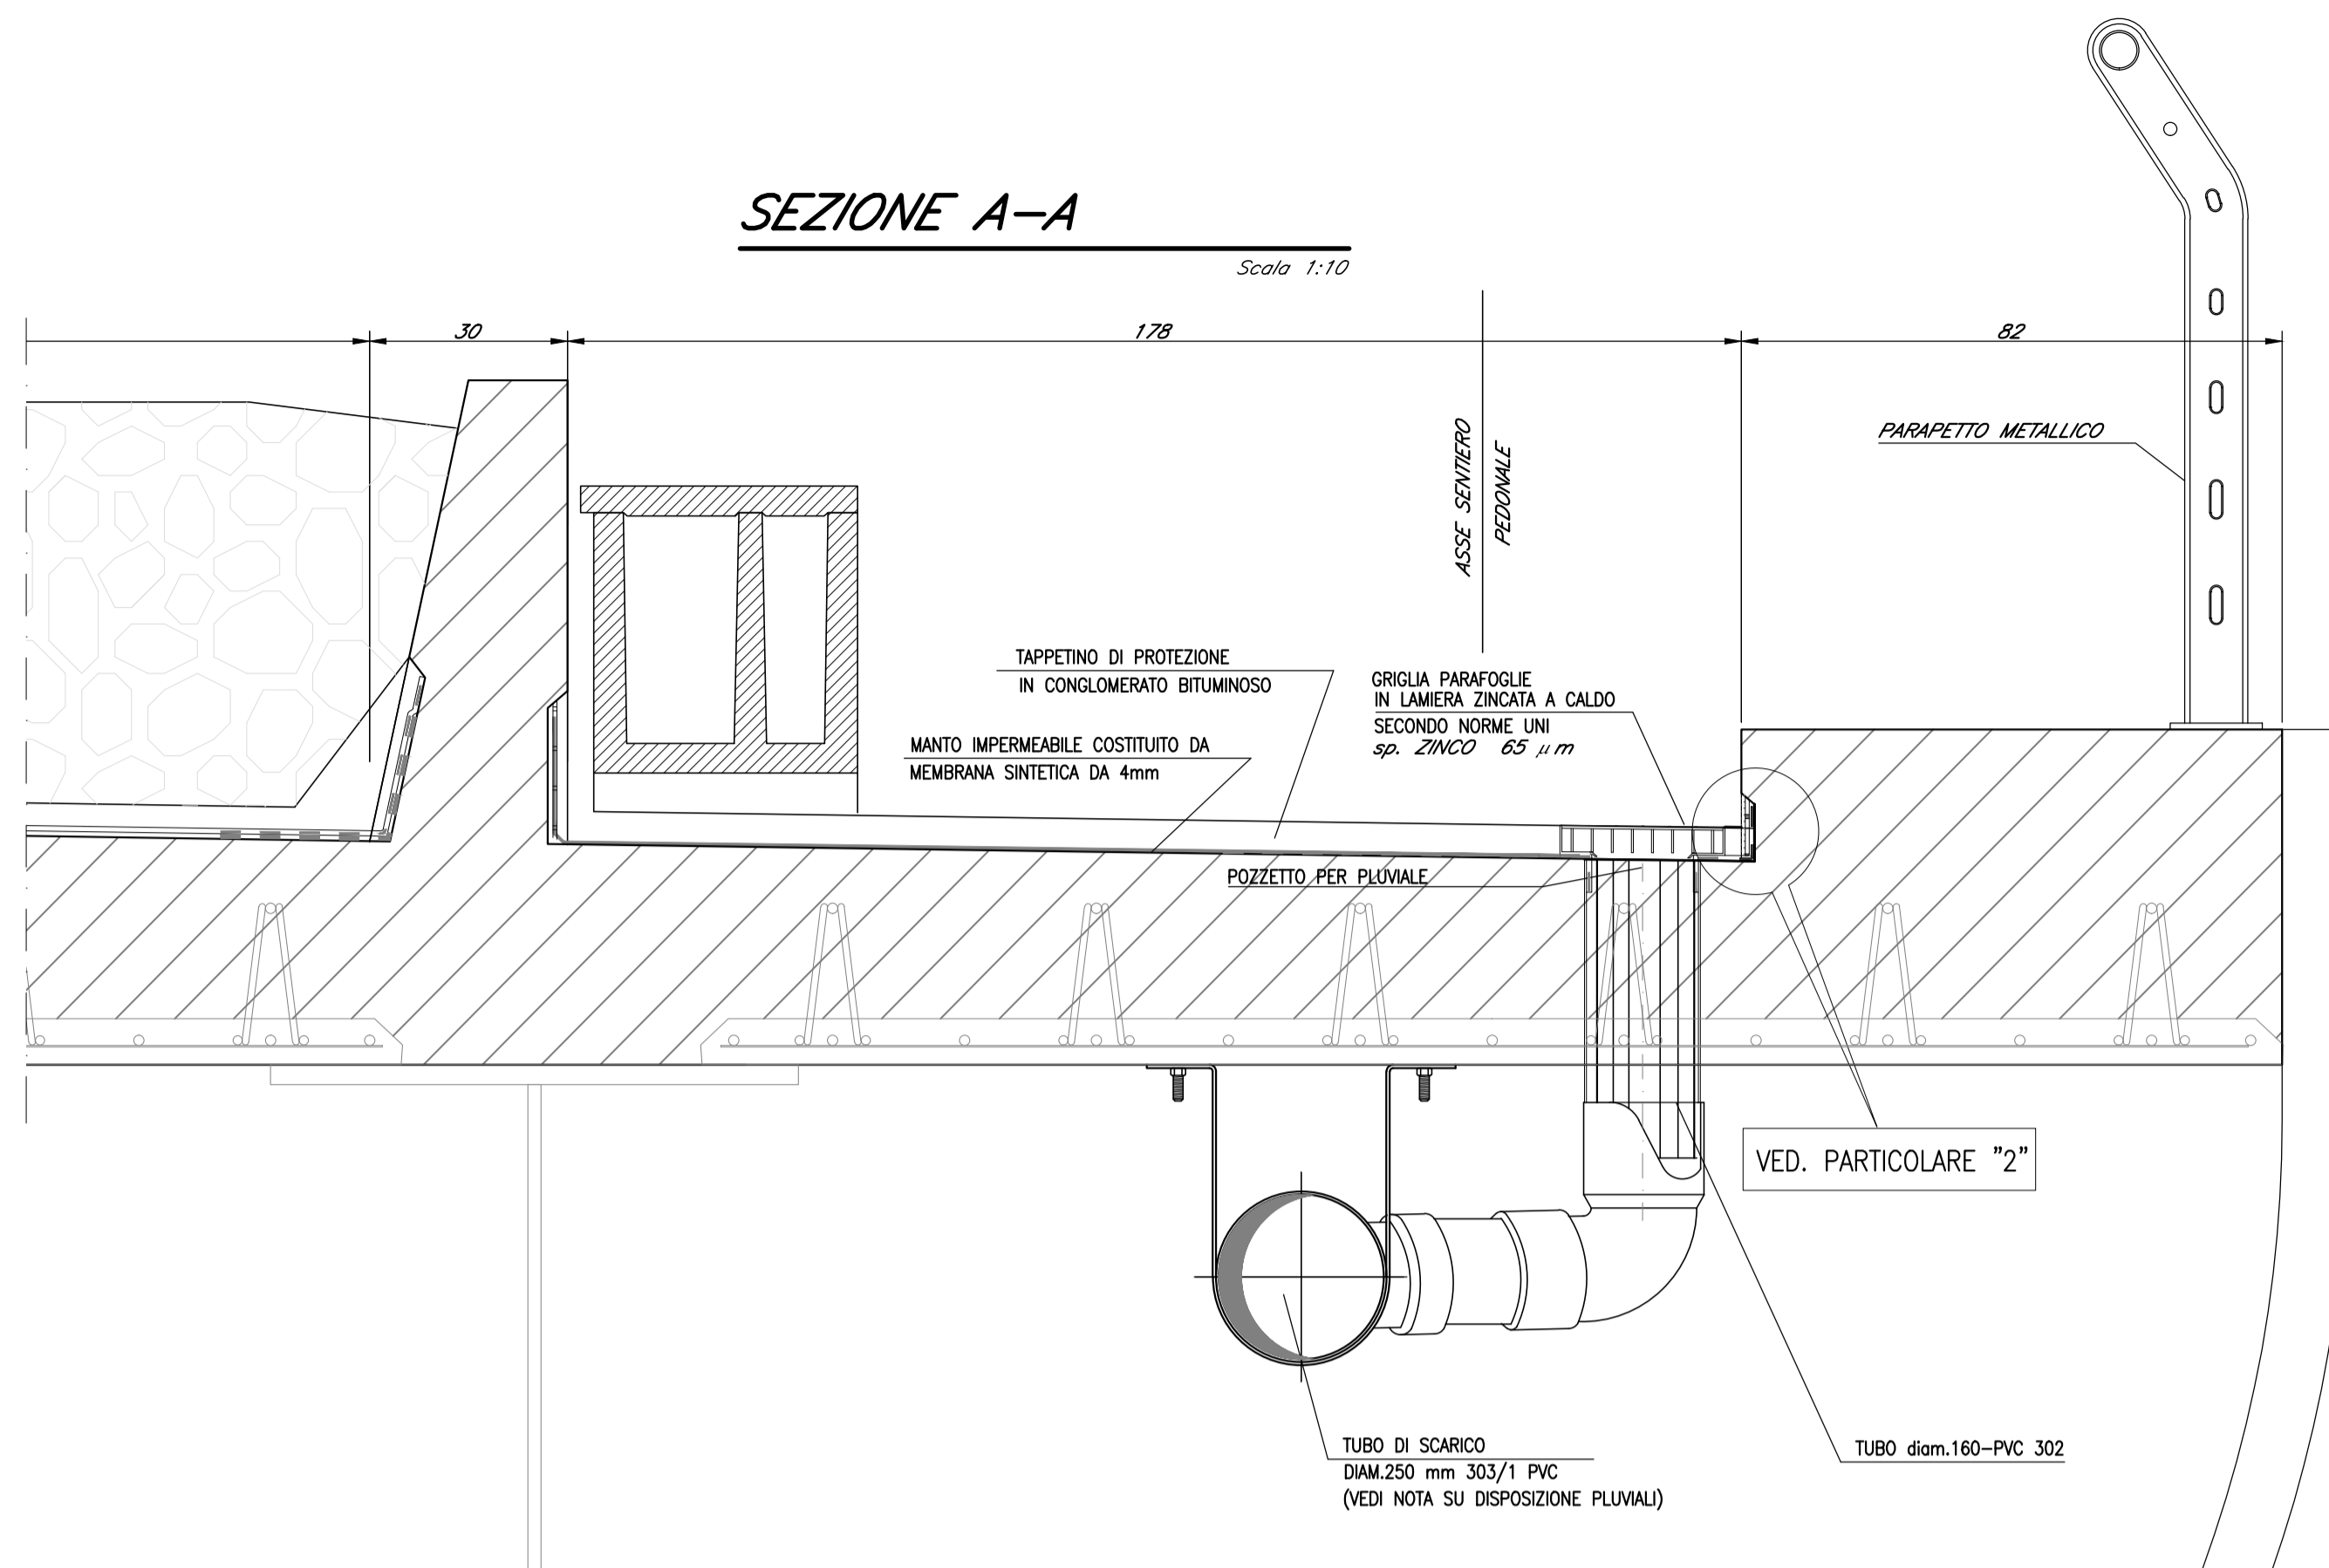 SEZIONE A-A
Scala 1:10
30
178
82
ASSE SENTIERO
PEDONALE
PARAPETTO METALLICO
TAPPETINO DI PROTEZIONE
IN CONGLOMERATO BITUMINOSO
GRIGLIA PARAFOGLIE
IN LAMIERA ZINCATA A CALDO
SECONDO NORME UNI
sp. ZINCO 65 μm
MANTO IMPERMEABILE COSTITUITO DA
MEMBRANA SINTETICA DA 4mm
POZZETTO PER PLUVIALE
VED. PARTICOLARE "2"
TUBO DI SCARICO
DIAM.250 mm 303/1 PVC
(VEDI NOTA SU DISPOSIZIONE PLUVIALI)
TUBO diam.160-PVC 302